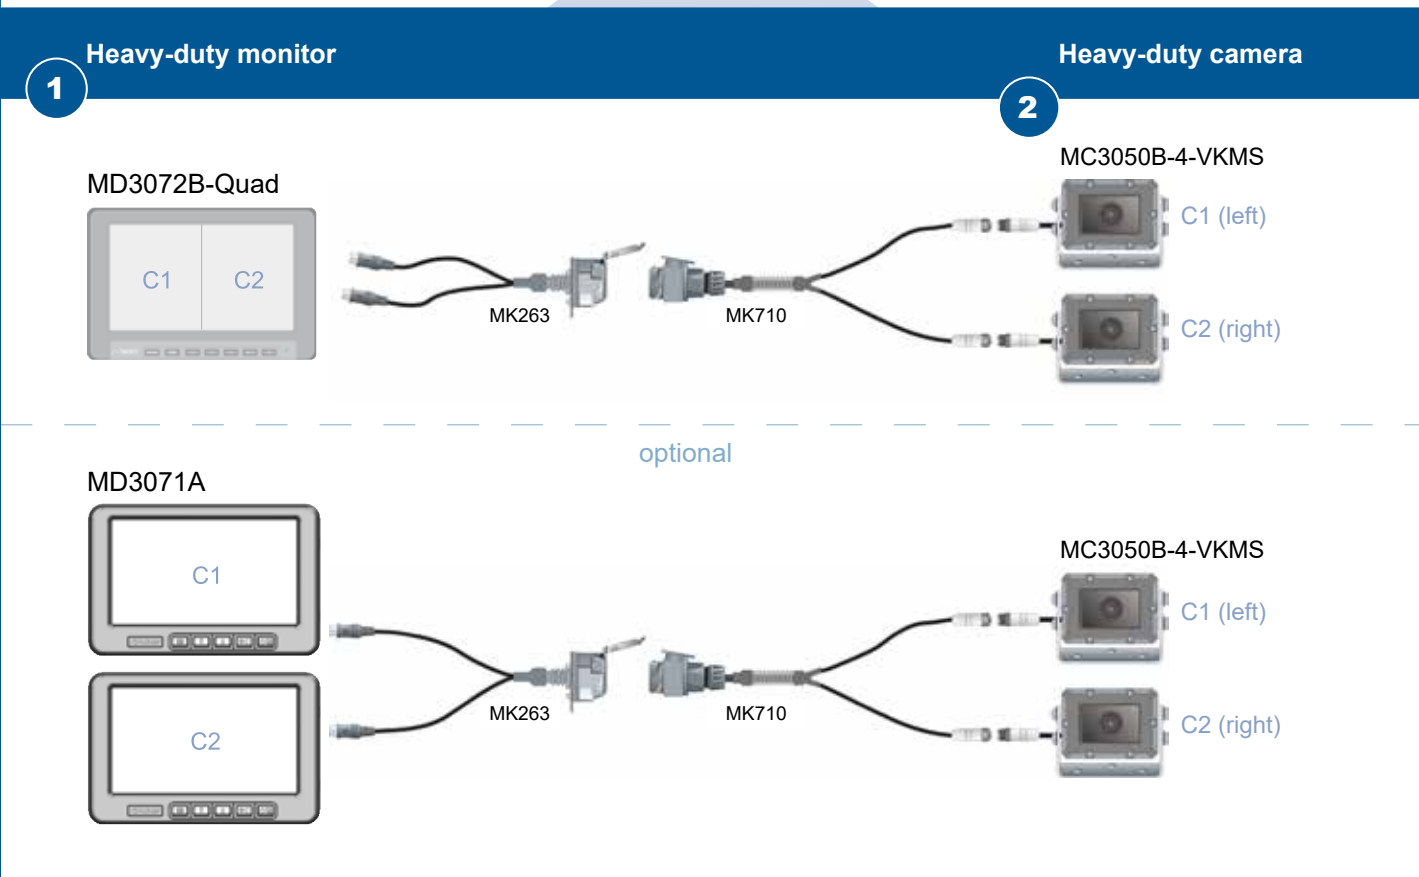 Heavy-duty monitor
Heavy-duty camera
1
2
MC3050B-4-VKMS
MD3072B-Quad
C1 (left)
C1
C2
MK263
MK710
C2 (right)
optional
MD3071A
MC3050B-4-VKMS
C1
C1 (left)
MK263
MK710
C2 (right)
C2